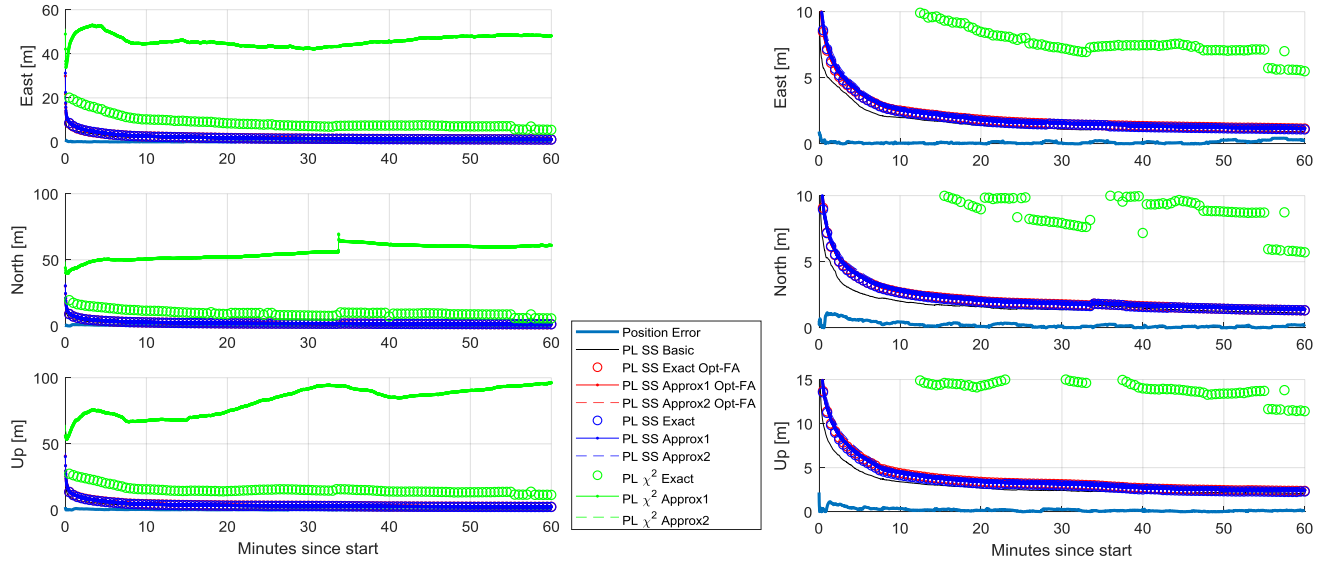 60
40
20
0
East [m]
0 10 20 30 40 50 60
100
50
0
North [m]
0 10 20 30 40 50 60
100
50
0
Up [m]
0 10 20 30 40 50 60
Minutes since start
Position Error
PL SS Basic
PL SS Exact Opt-FA
PL SS Approx1 Opt-FA
PL SS Approx2 Opt-FA
PL SS Exact
PL SS Approx1
PL SS Approx2
PL χ² Exact
PL χ² Approx1
PL χ² Approx2
10
5
0
East [m]
0 10 20 30 40 50 60
10
5
0
North [m]
0 10 20 30 40 50 60
15
10
5
0
Up [m]
0 10 20 30 40 50 60
Minutes since start